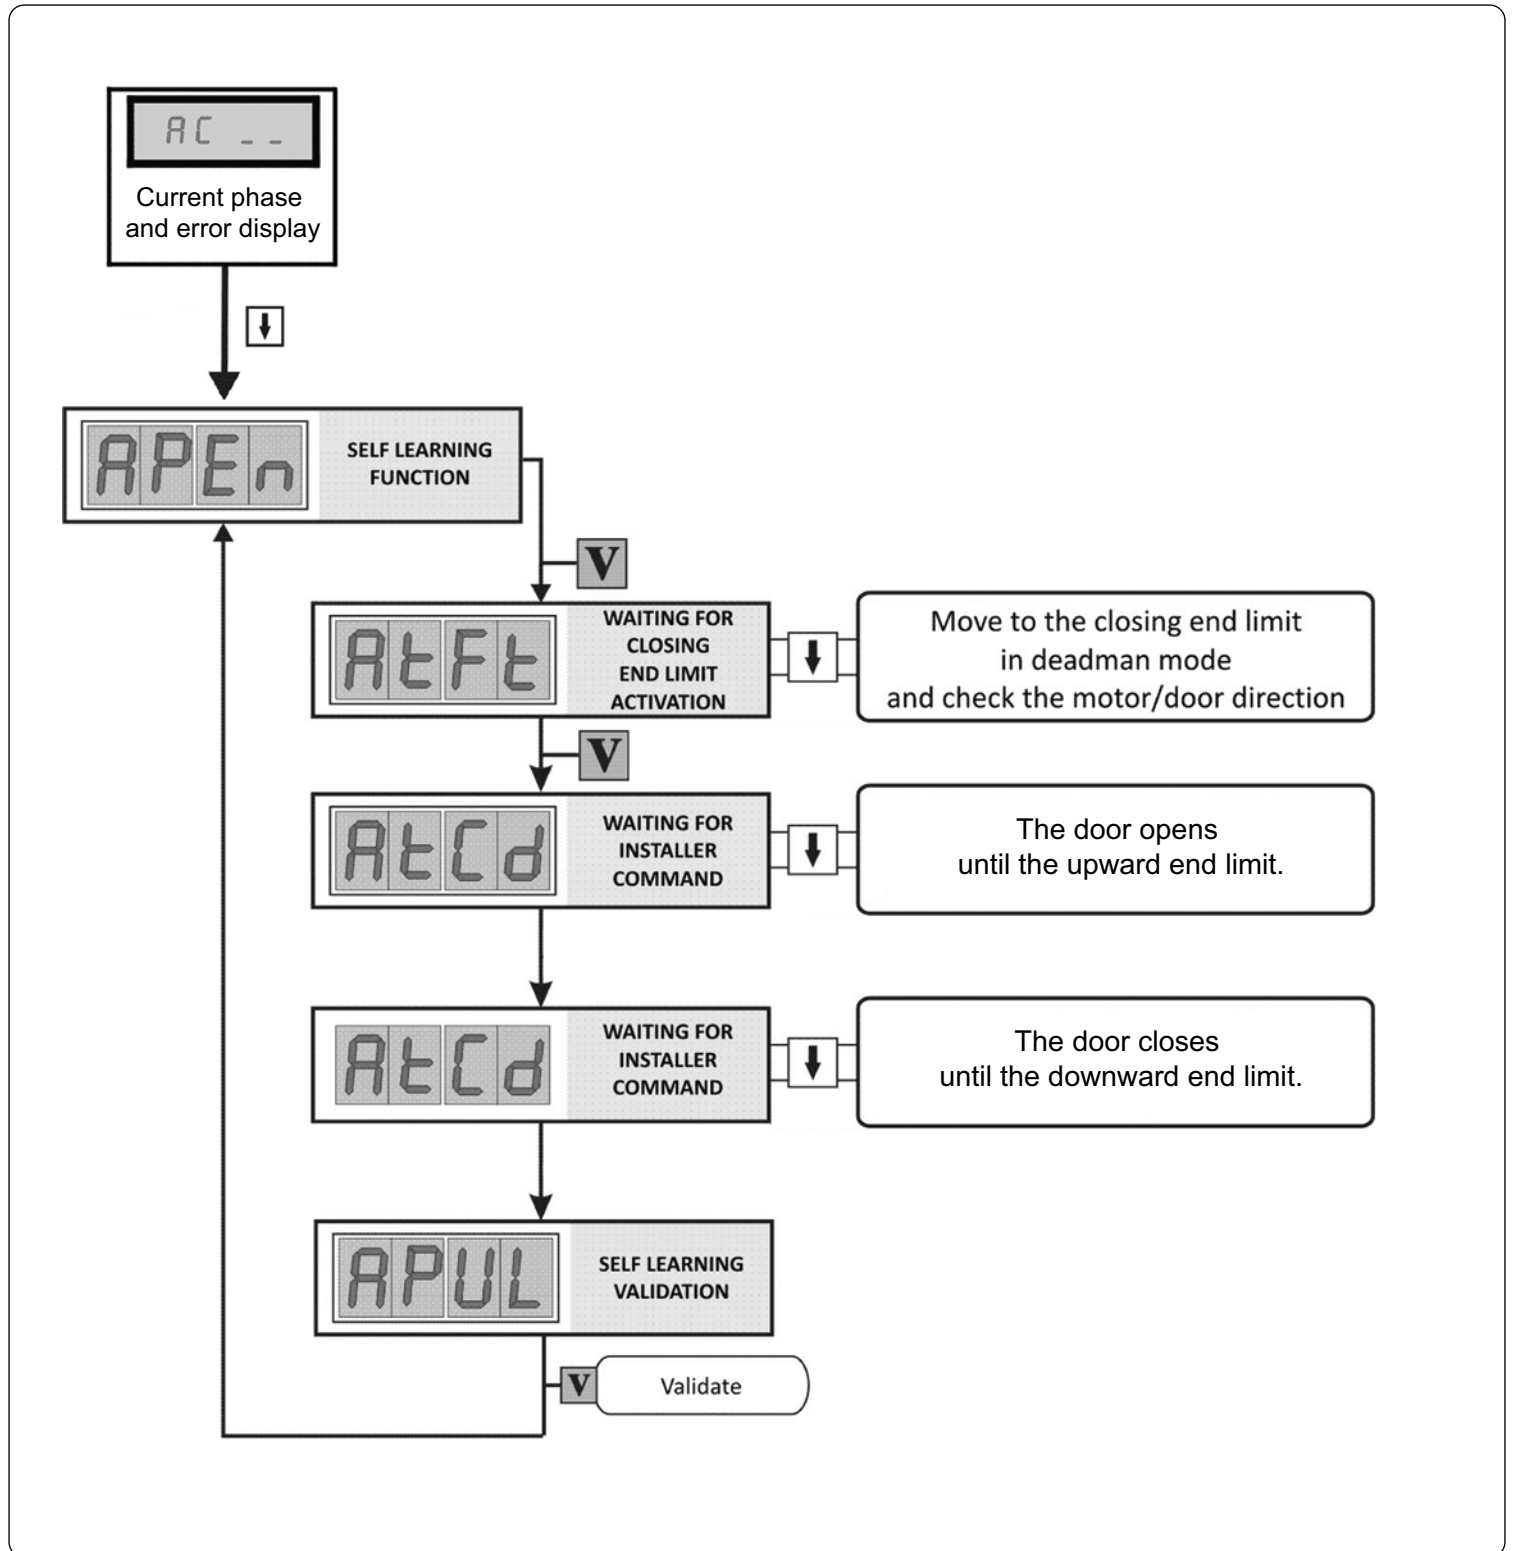 AC _ _
Current phase
and error display
APEn
SELF LEARNING
FUNCTION
V
AtFt
WAITING FOR
CLOSING
END LIMIT
ACTIVATION
Move to the closing end limit
in deadman mode
and check the motor/door direction
V
AtCd
WAITING FOR
INSTALLER
COMMAND
The door opens
until the upward end limit.
AtCd
WAITING FOR
INSTALLER
COMMAND
The door closes
until the downward end limit.
APUL
SELF LEARNING
VALIDATION
V
Validate